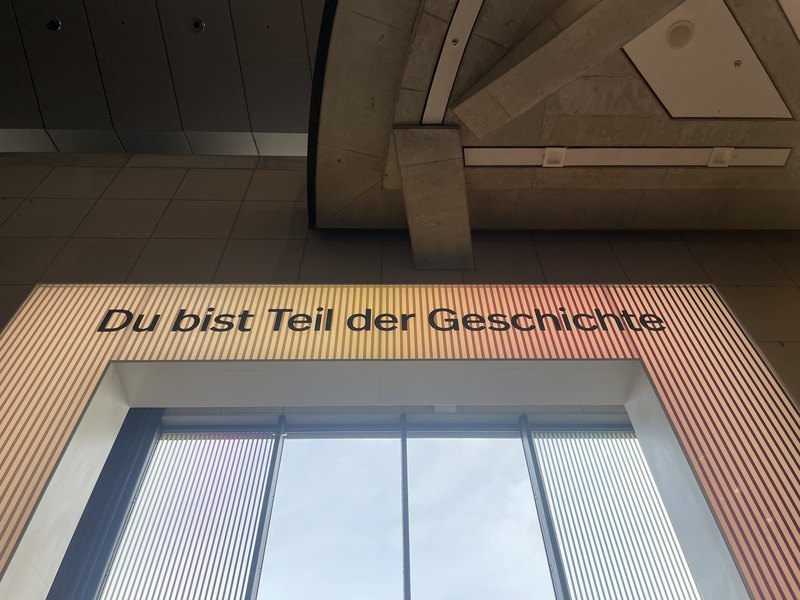 Du bist Teil der Geschichte